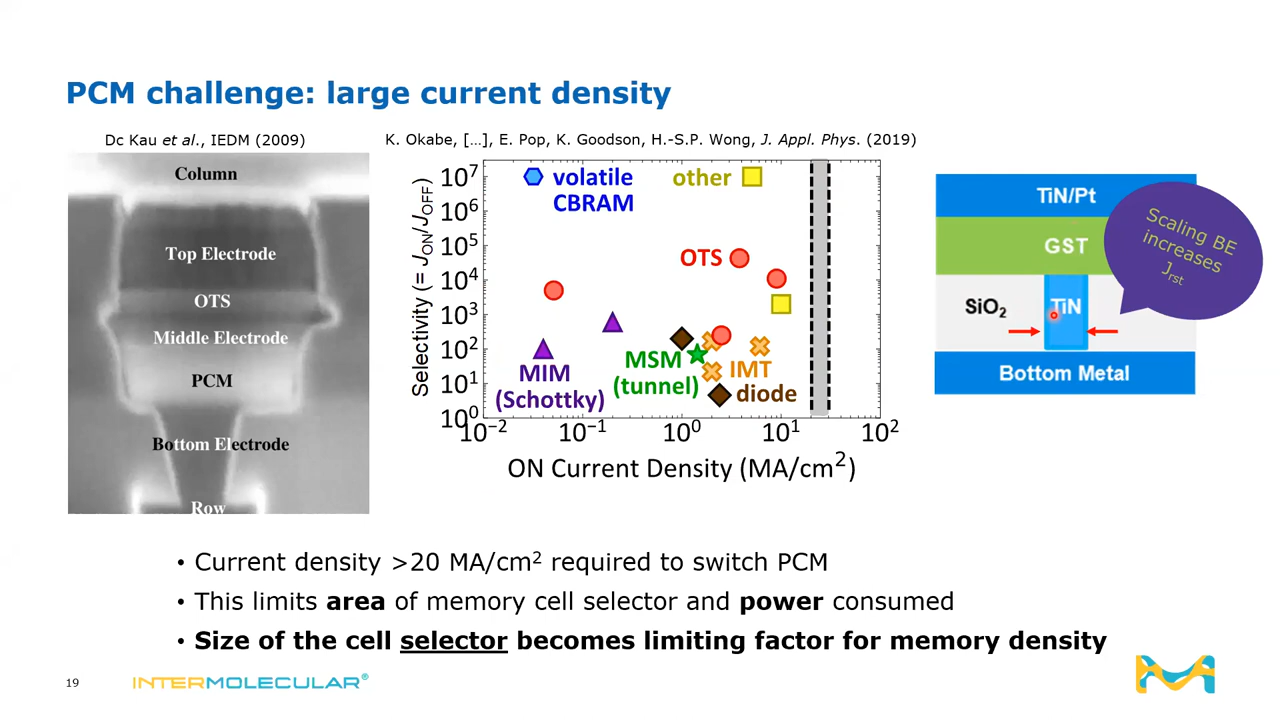 PCM challenge: large current density
Dc Kau et al., IEDM (2009)
K. Okabe, […], E. Pop, K. Goodson, H.-S.P. Wong, J. Appl. Phys. (2019)
Column
Top Electrode
OTS
Middle Electrode
PCM
Bottom Electrode
Row
Selectivity (= J_ON/J_OFF)
10⁷
10⁶
10⁵
10⁴
10³
10²
10¹
10⁰
volatile
CBRAM
other
OTS
MIM
(Schottky)
MSM
(tunnel)
IMT
diode
10⁻²
10⁻¹
10⁰
10¹
10²
ON Current Density (MA/cm²)
TiN/Pt
GST
SiO₂
TiN
Bottom Metal
Scaling BE
increases
J_rst
• Current density >20 MA/cm² required to switch PCM
• This limits area of memory cell selector and power consumed
• Size of the cell selector becomes limiting factor for memory density
19
INTERMOLECULAR®